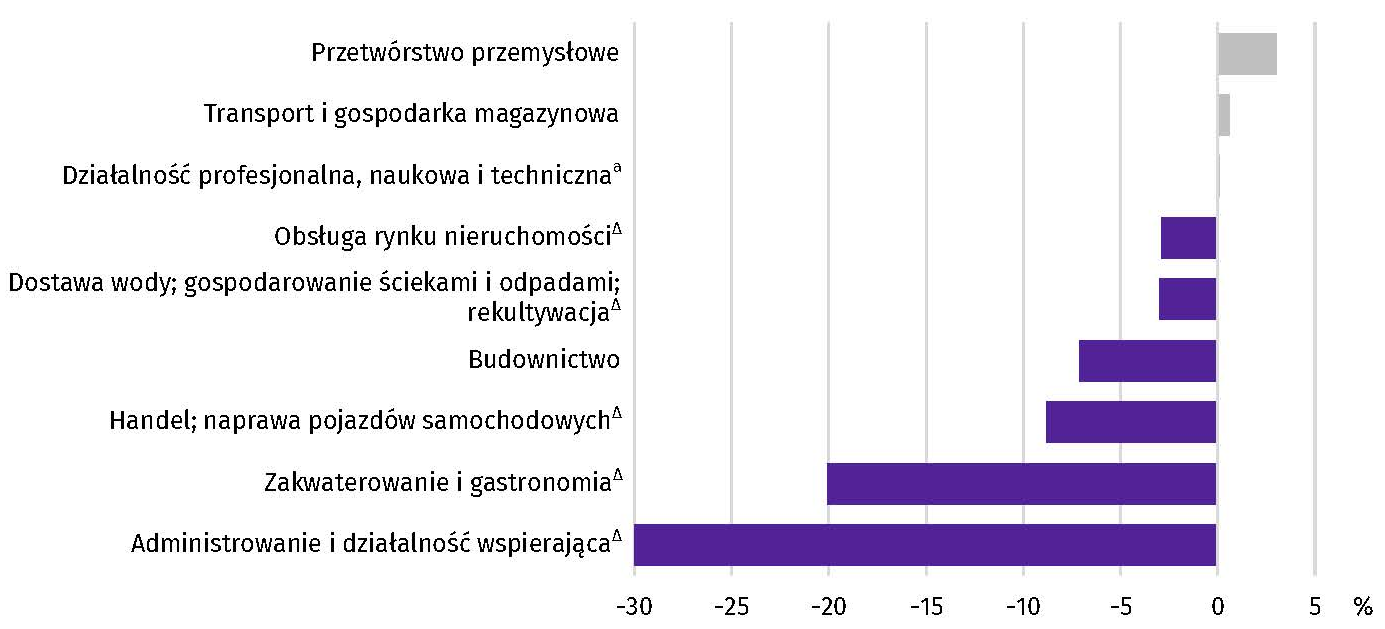 Przetwórstwo przemysłowe
Transport i gospodarka magazynowa
Działalność profesjonalna, naukowa i technicznaᵃ
Obsługa rynku nieruchomości^Δ
Dostawa wody; gospodarowanie ściekami i odpadami;
rekultywacja^Δ
Budownictwo
Handel; naprawa pojazdów samochodowych^Δ
Zakwaterowanie i gastronomia^Δ
Administrowanie i działalność wspierająca^Δ
-30 -25 -20 -15 -10 -5 0 5 %